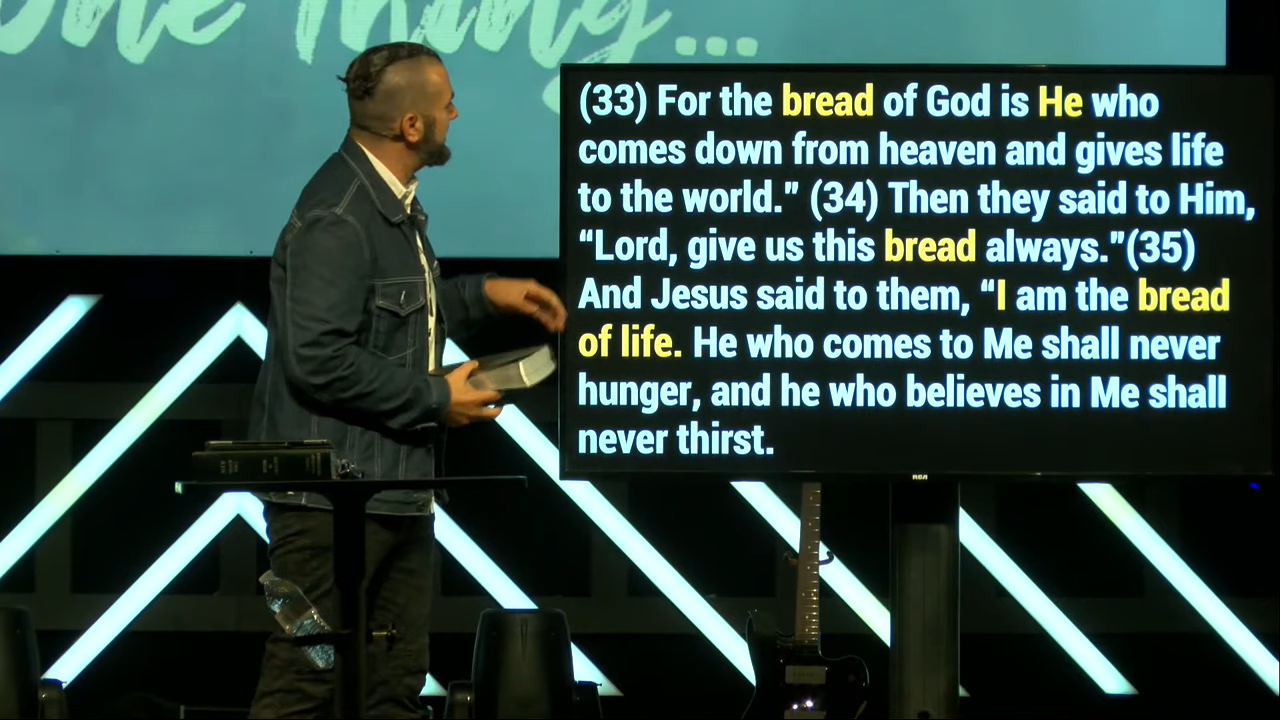 one thing...
(33) For the bread of God is He who
comes down from heaven and gives life
to the world.” (34) Then they said to Him,
“Lord, give us this bread always.”(35)
And Jesus said to them, “I am the bread
of life. He who comes to Me shall never
hunger, and he who believes in Me shall
never thirst.
RCA